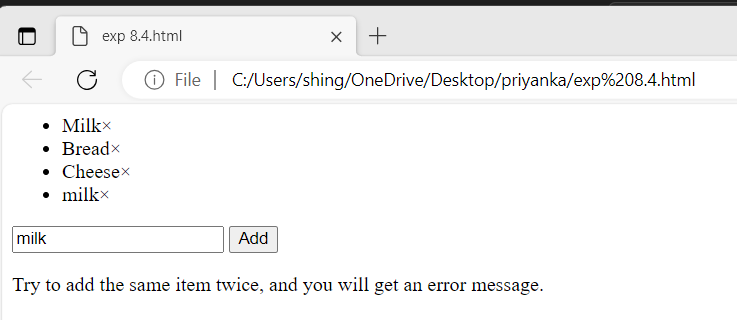 exp 8.4.html
File | C:/Users/shing/OneDrive/Desktop/priyanka/exp%208.4.html
• Milk×
• Bread×
• Cheese×
• milk×
milk Add
Try to add the same item twice, and you will get an error message.